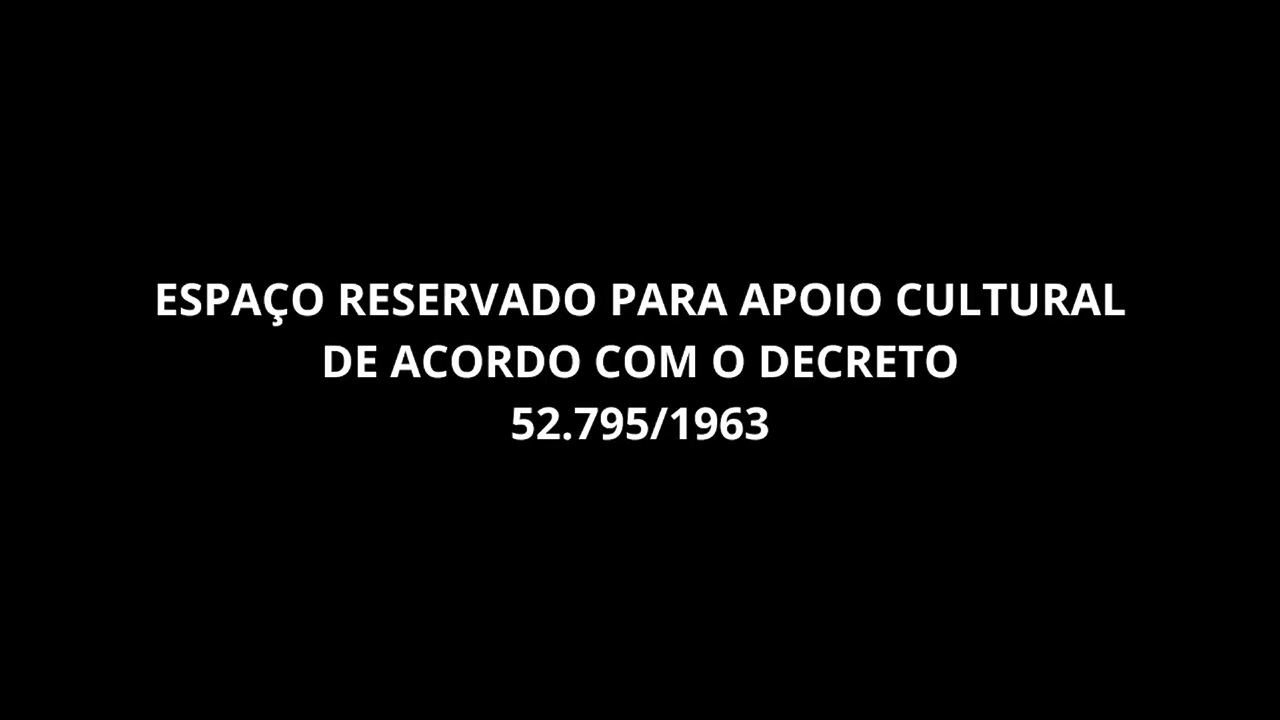 ESPAÇO RESERVADO PARA APOIO CULTURAL
DE ACORDO COM O DECRETO
52.795/1963